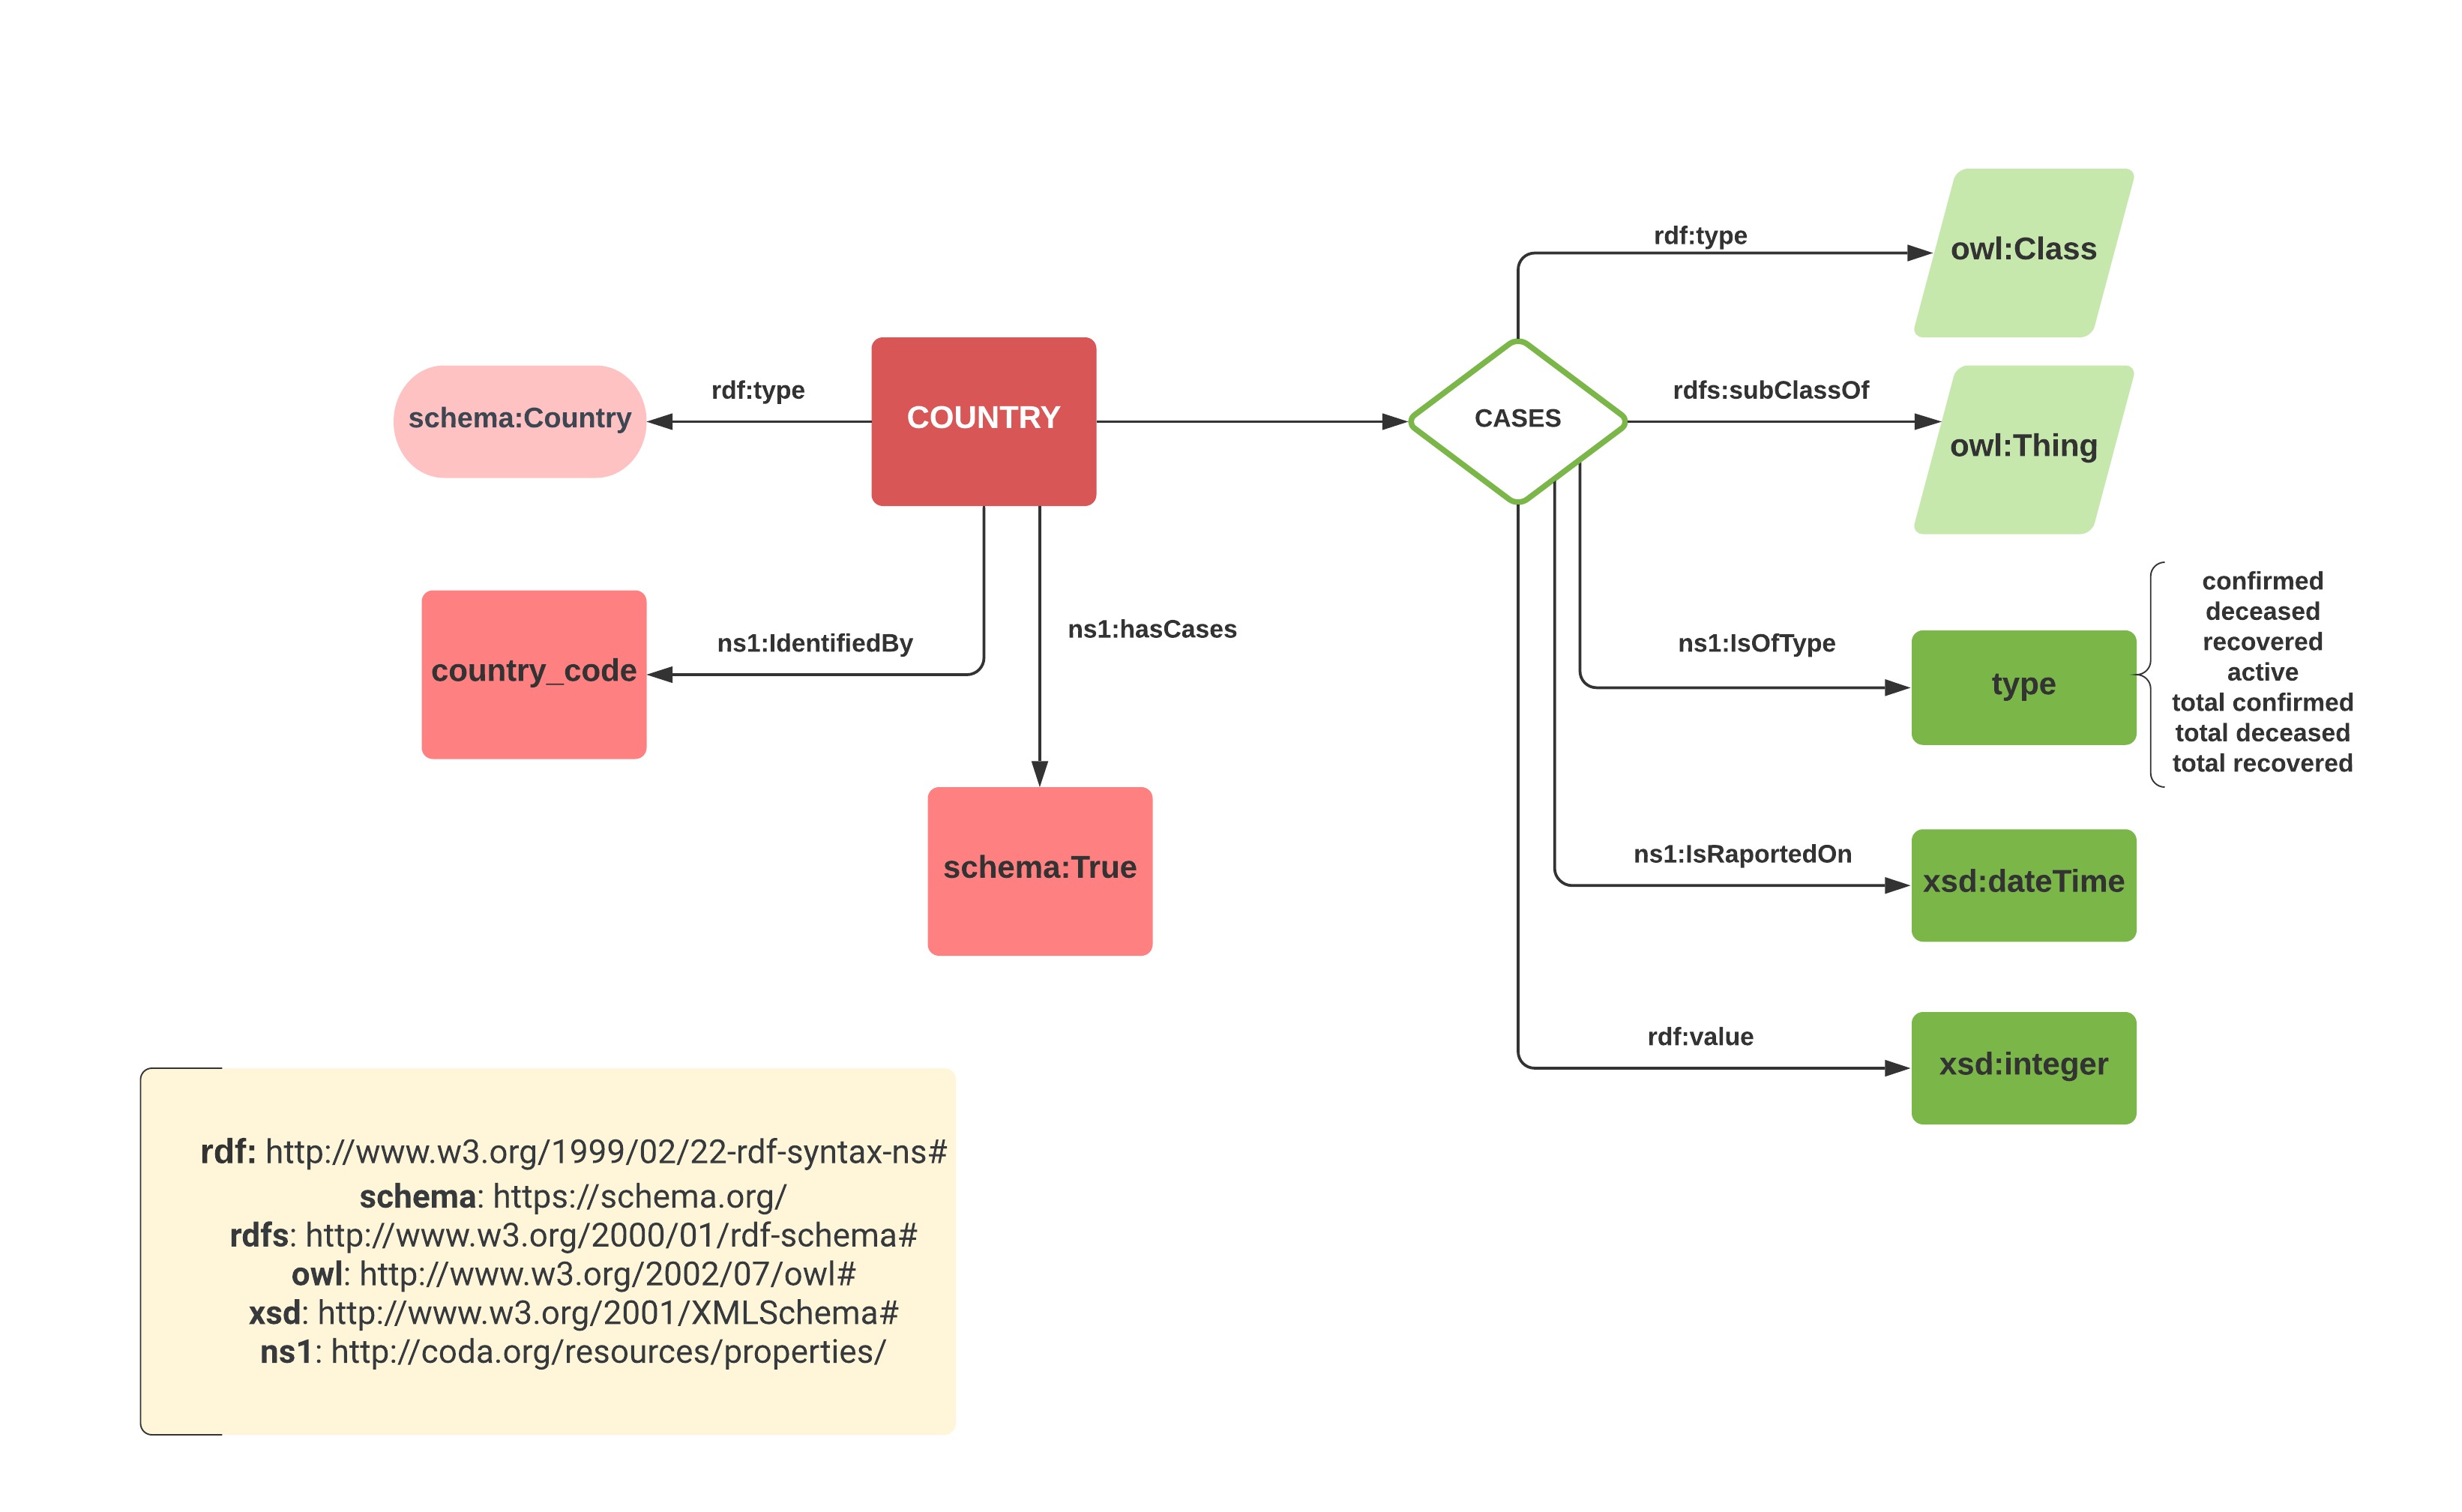 rdf:type
owl:Class
rdf:type
schema:Country
COUNTRY
CASES
rdfs:subClassOf
owl:Thing
ns1:IdentifiedBy
country_code
ns1:hasCases
schema:True
ns1:IsOfType
type
confirmed
deceased
recovered
active
total confirmed
total deceased
total recovered
ns1:IsRaportedOn
xsd:dateTime
rdf:value
xsd:integer
rdf: http://www.w3.org/1999/02/22-rdf-syntax-ns#
schema: https://schema.org/
rdfs: http://www.w3.org/2000/01/rdf-schema#
owl: http://www.w3.org/2002/07/owl#
xsd: http://www.w3.org/2001/XMLSchema#
ns1: http://coda.org/resources/properties/